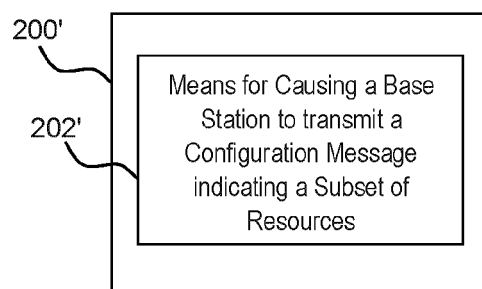 200'
202'
Means for Causing a Base
Station to transmit a
Configuration Message
indicating a Subset of
Resources